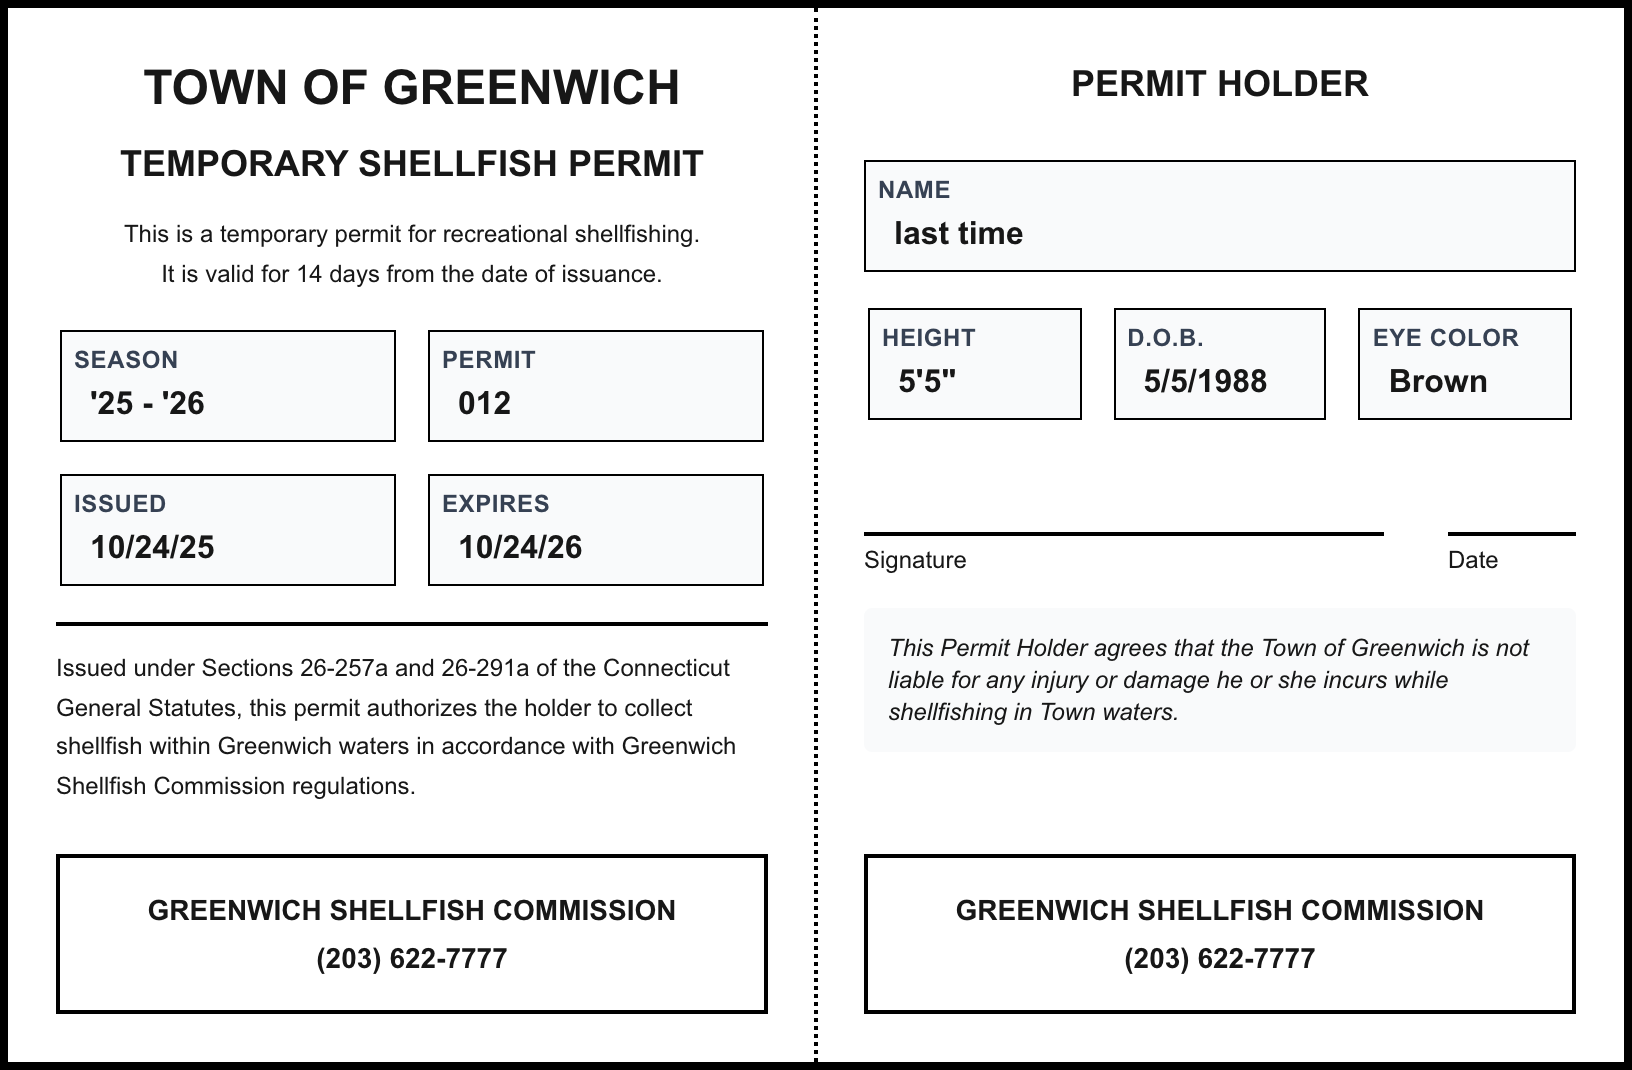 TOWN OF GREENWICH
TEMPORARY SHELLFISH PERMIT
This is a temporary permit for recreational shellfishing.
It is valid for 14 days from the date of issuance.
SEASON
'25 - '26
PERMIT
012
ISSUED
10/24/25
EXPIRES
10/24/26
Issued under Sections 26-257a and 26-291a of the Connecticut
General Statutes, this permit authorizes the holder to collect
shellfish within Greenwich waters in accordance with Greenwich
Shellfish Commission regulations.
GREENWICH SHELLFISH COMMISSION
(203) 622-7777
PERMIT HOLDER
NAME
last time
HEIGHT
5'5"
D.O.B.
5/5/1988
EYE COLOR
Brown
Signature
Date
This Permit Holder agrees that the Town of Greenwich is not
liable for any injury or damage he or she incurs while
shellfishing in Town waters.
GREENWICH SHELLFISH COMMISSION
(203) 622-7777